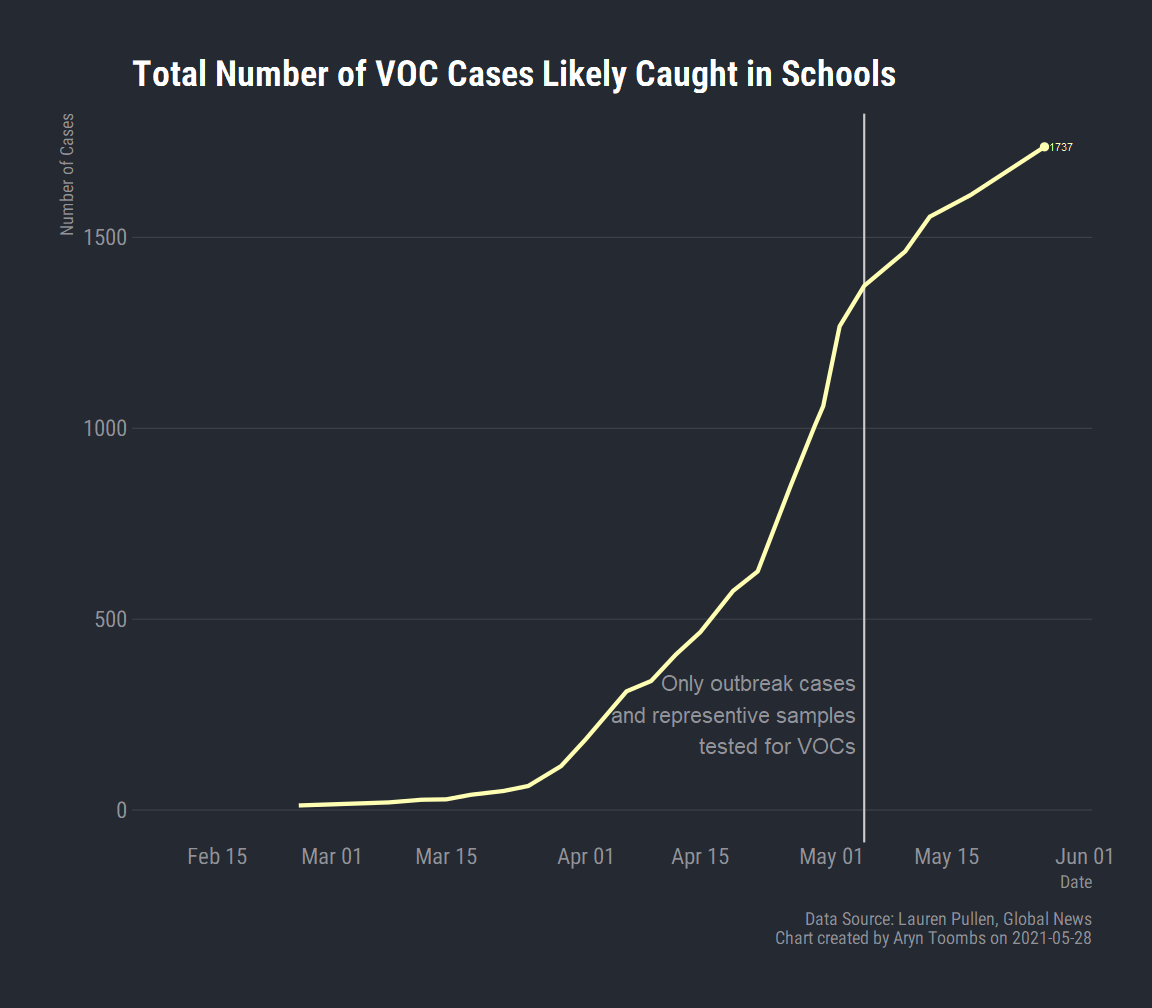 Total Number of VOC Cases Likely Caught in Schools
Number of Cases
1737
1500
1000
500
0
Only outbreak cases
and representive samples
tested for VOCs
Feb 15 Mar 01 Mar 15 Apr 01 Apr 15 May 01 May 15 Jun 01
Date
Data Source: Lauren Pullen, Global News
Chart created by Aryn Toombs on 2021-05-28